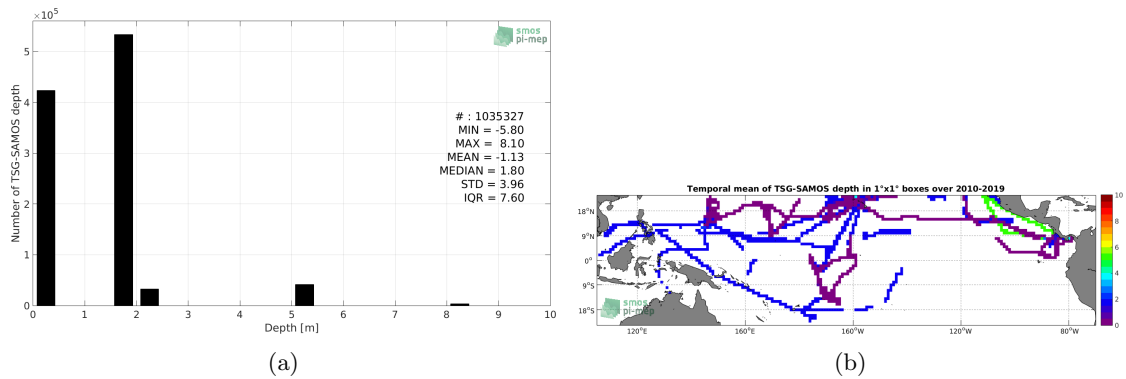 ×10⁵
smos
pi-mep
Number of TSG-SAMOS depth
5
4
3
2
1
0
# : 1035327
MIN = -5.80
MAX = 8.10
MEAN = -1.13
MEDIAN = 1.80
STD = 3.96
IQR = 7.60
0 1 2 3 4 5 6 7 8 9 10
Depth [m]
(a)
Temporal mean of TSG-SAMOS depth in 1°x1° boxes over 2010-2019
18°N
9°N
0°
9°S
18°S
smos
pi-mep
120°E 160°E 160°W 120°W 80°W
10
8
6
4
2
0
(b)